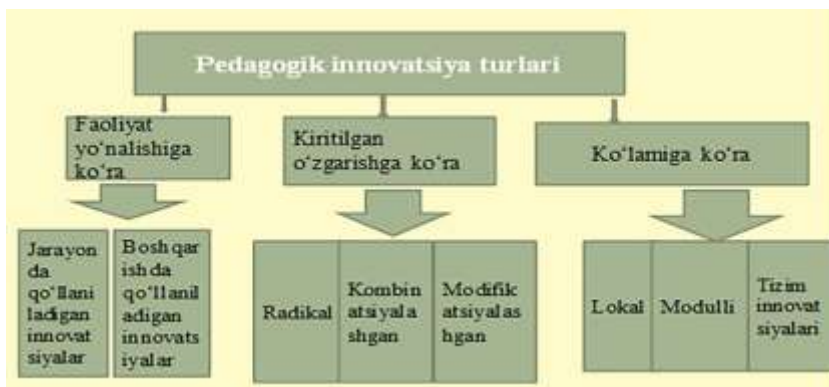 Pedagogik innovatsiya turlari
Faoliyat
yo‘nalishiga
ko‘ra
Kiritilgan
o‘zgarishga ko‘ra
Ko‘lamiga ko‘ra
Jarayon
da
qo‘llani
ladigan
innovat
siyalar
Boshqar
ishda
qo‘llanil
adigan
innovats
iyalar
Radikal
Kombin
atsiyala
shgan
Modifik
atsiyalas
hgan
Lokal
Modulli
Tizim
innovat
siyalari